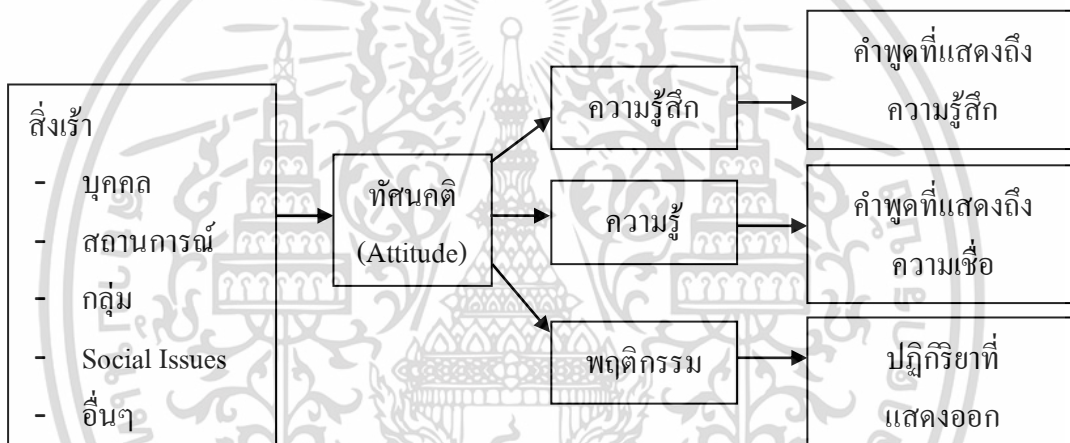 สิ่งเร้า
- บุคคล
- สถานการณ์
- กลุ่ม
- Social Issues
- อื่นๆ
ทัศนคติ
(Attitude)
ความรู้สึก
คำพูดที่แสดงถึง
ความรู้สึก
ความรู้
คำพูดที่แสดงถึง
ความเชื่อ
พฤติกรรม
ปฏิกิริยาที่
แสดงออก